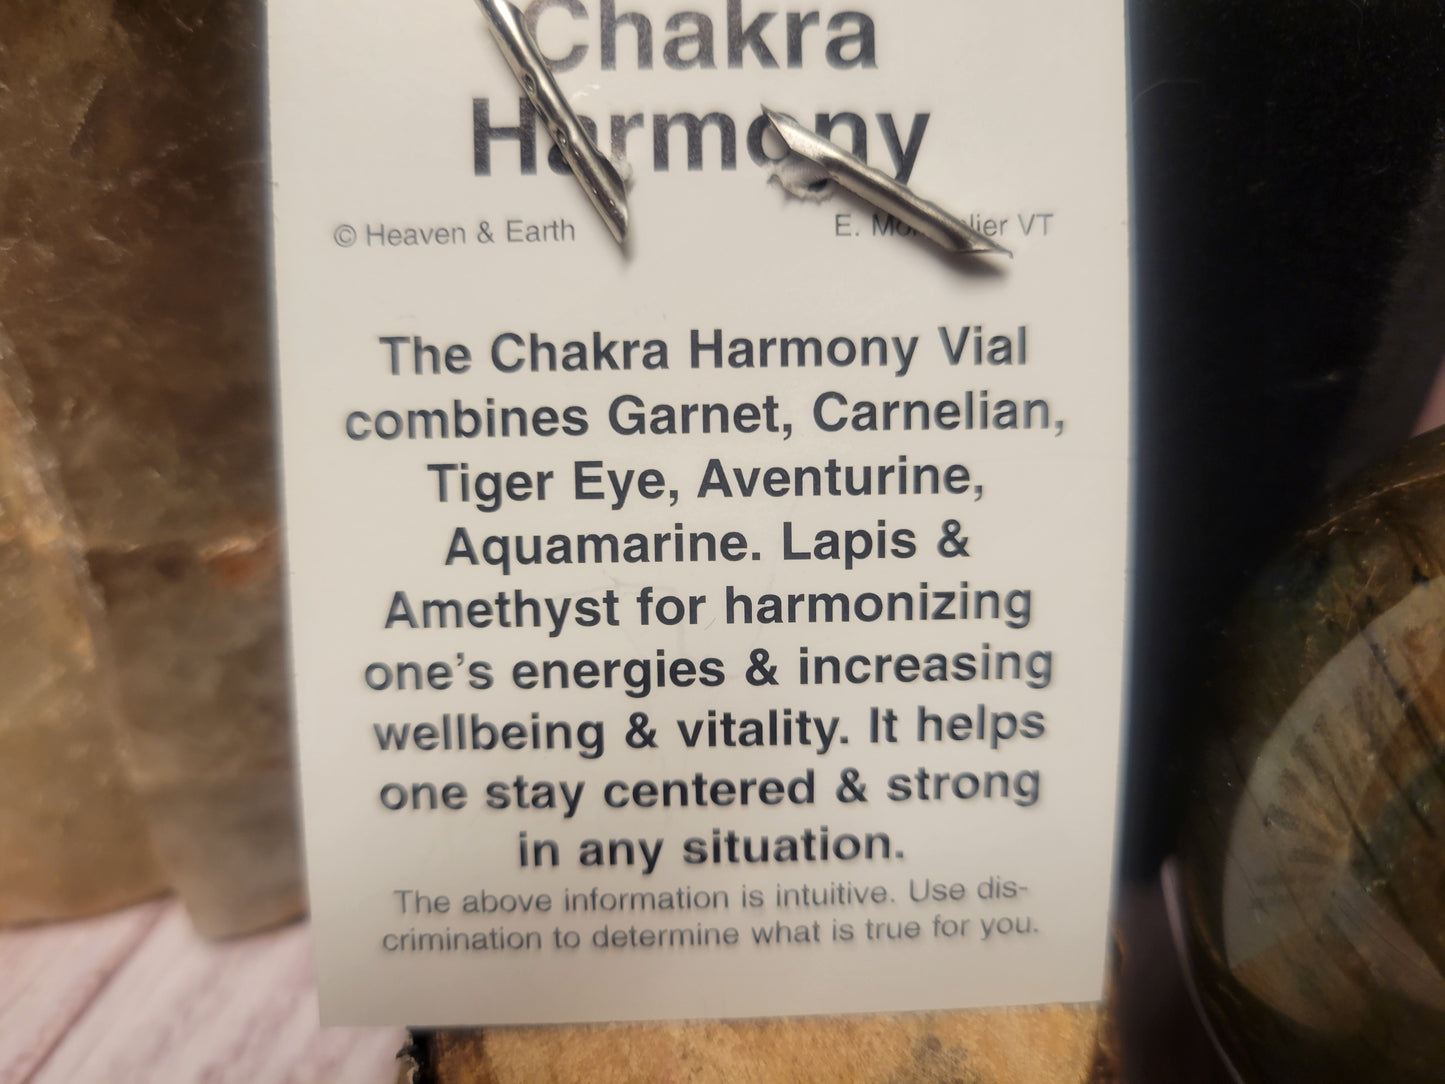 Chakra
Harmony
© Heaven & Earth
E. VT
The Chakra Harmony Vial
combines Garnet, Carnelian,
Tiger Eye, Aventurine,
Aquamarine. Lapis &
Amethyst for harmonizing
one’s energies & increasing
wellbeing & vitality. It helps
one stay centered & strong
in any situation.
The above information is intuitive. Use dis-
crimination to determine what is true for you.